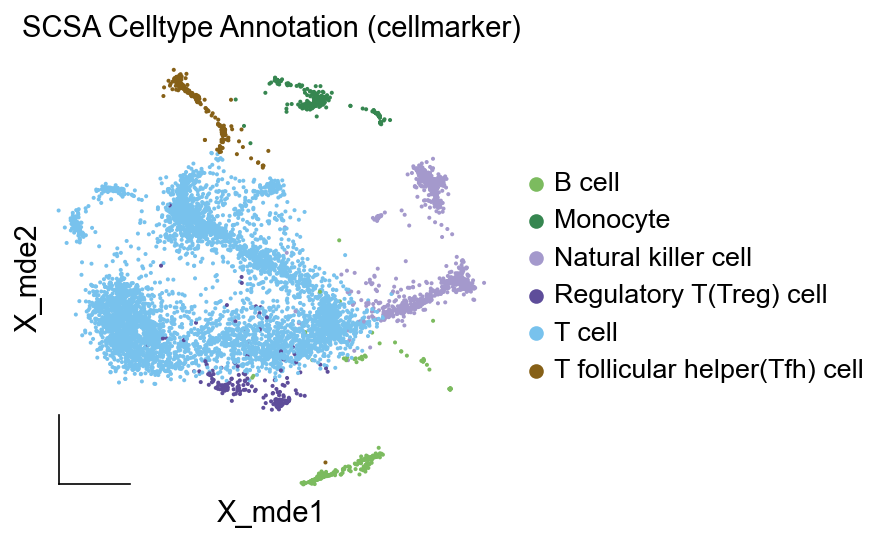 SCSA Celltype Annotation (cellmarker)
B cell
Monocyte
Natural killer cell
Regulatory T(Treg) cell
T cell
T follicular helper(Tfh) cell
X_mde2
X_mde1